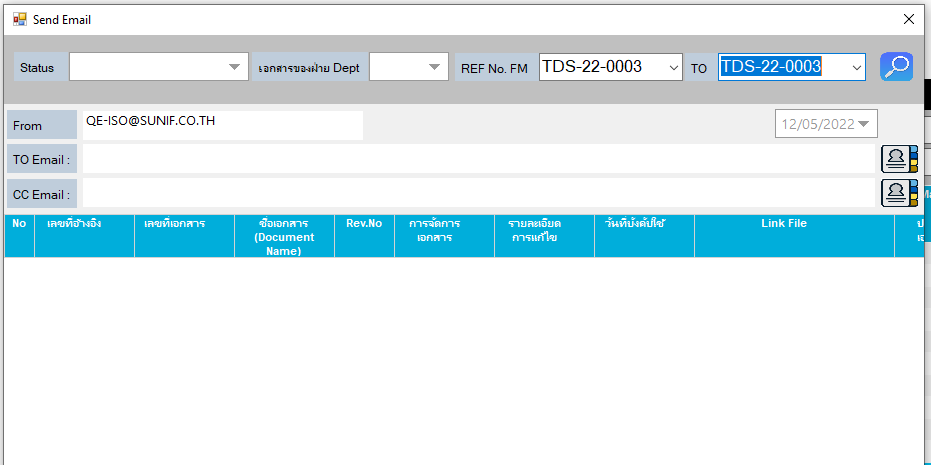 Send Email
Status
เอกสารของฝ่าย Dept
REF No. FM
TDS-22-0003
TO
TDS-22-0003
From
QE-ISO@SUNIF.CO.TH
12/05/2022
TO Email :
CC Email :
No
เลขที่อ้างอิง
เลขที่เอกสาร
ชื่อเอกสาร
(Document
Name)
Rev.No
การจัดการ
เอกสาร
รายละเอียด
การแก้ไข
วันที่บังคับใช้
Link File